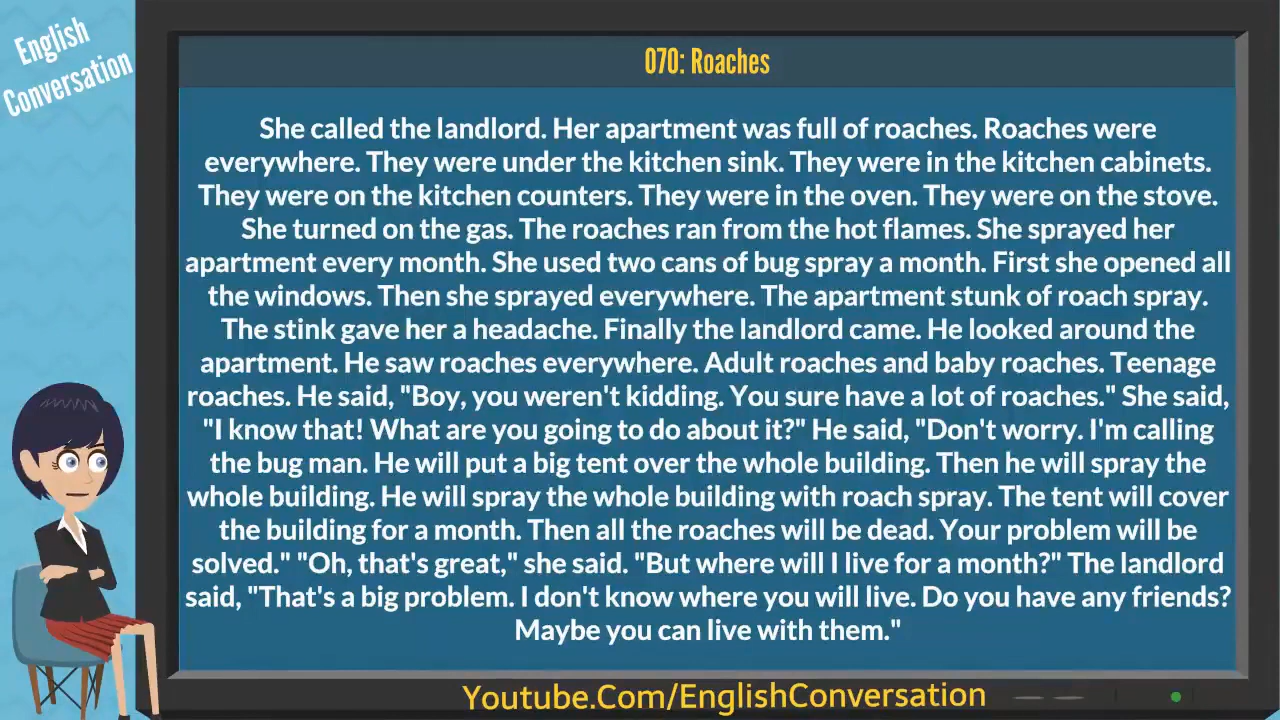 English
Conversation
070: Roaches
She called the landlord. Her apartment was full of roaches. Roaches were
everywhere. They were under the kitchen sink. They were in the kitchen cabinets.
They were on the kitchen counters. They were in the oven. They were on the stove.
She turned on the gas. The roaches ran from the hot flames. She sprayed her
apartment every month. She used two cans of bug spray a month. First she opened all
the windows. Then she sprayed everywhere. The apartment stunk of roach spray.
The stink gave her a headache. Finally the landlord came. He looked around the
apartment. He saw roaches everywhere. Adult roaches and baby roaches. Teenage
roaches. He said, "Boy, you weren't kidding. You sure have a lot of roaches." She said,
"I know that! What are you going to do about it?" He said, "Don't worry. I'm calling
the bug man. He will put a big tent over the whole building. Then he will spray the
whole building. He will spray the whole building with roach spray. The tent will cover
the building for a month. Then all the roaches will be dead. Your problem will be
solved." "Oh, that's great," she said. "But where will I live for a month?" The landlord
said, "That's a big problem. I don't know where you will live. Do you have any friends?
Maybe you can live with them."
Youtube.Com/EnglishConversation